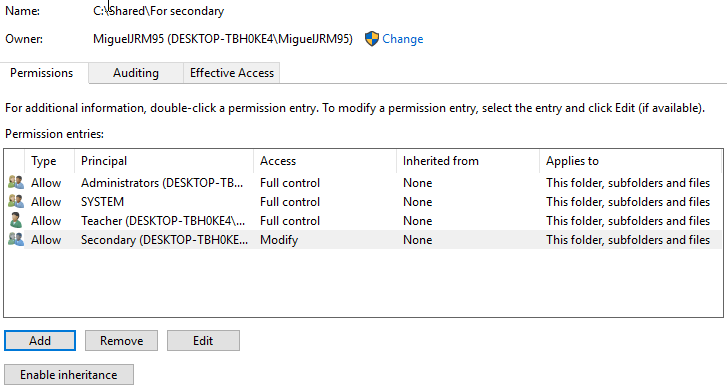 Name: C:\Shared\For secondary
Owner: MiguelJRM95 (DESKTOP-TBH0KE4\MiguelJRM95) Change
Permissions Auditing Effective Access
For additional information, double-click a permission entry. To modify a permission entry, select the entry and click Edit (if available).
Permission entries:
Type Principal Access Inherited from Applies to
Allow Administrators (DESKTOP-TB... Full control None This folder, subfolders and files
Allow SYSTEM Full control None This folder, subfolders and files
Allow Teacher (DESKTOP-TBH0KE4\... Full control None This folder, subfolders and files
Allow Secondary (DESKTOP-TBH0KE... Modify None This folder, subfolders and files
Add Remove Edit
Enable inheritance